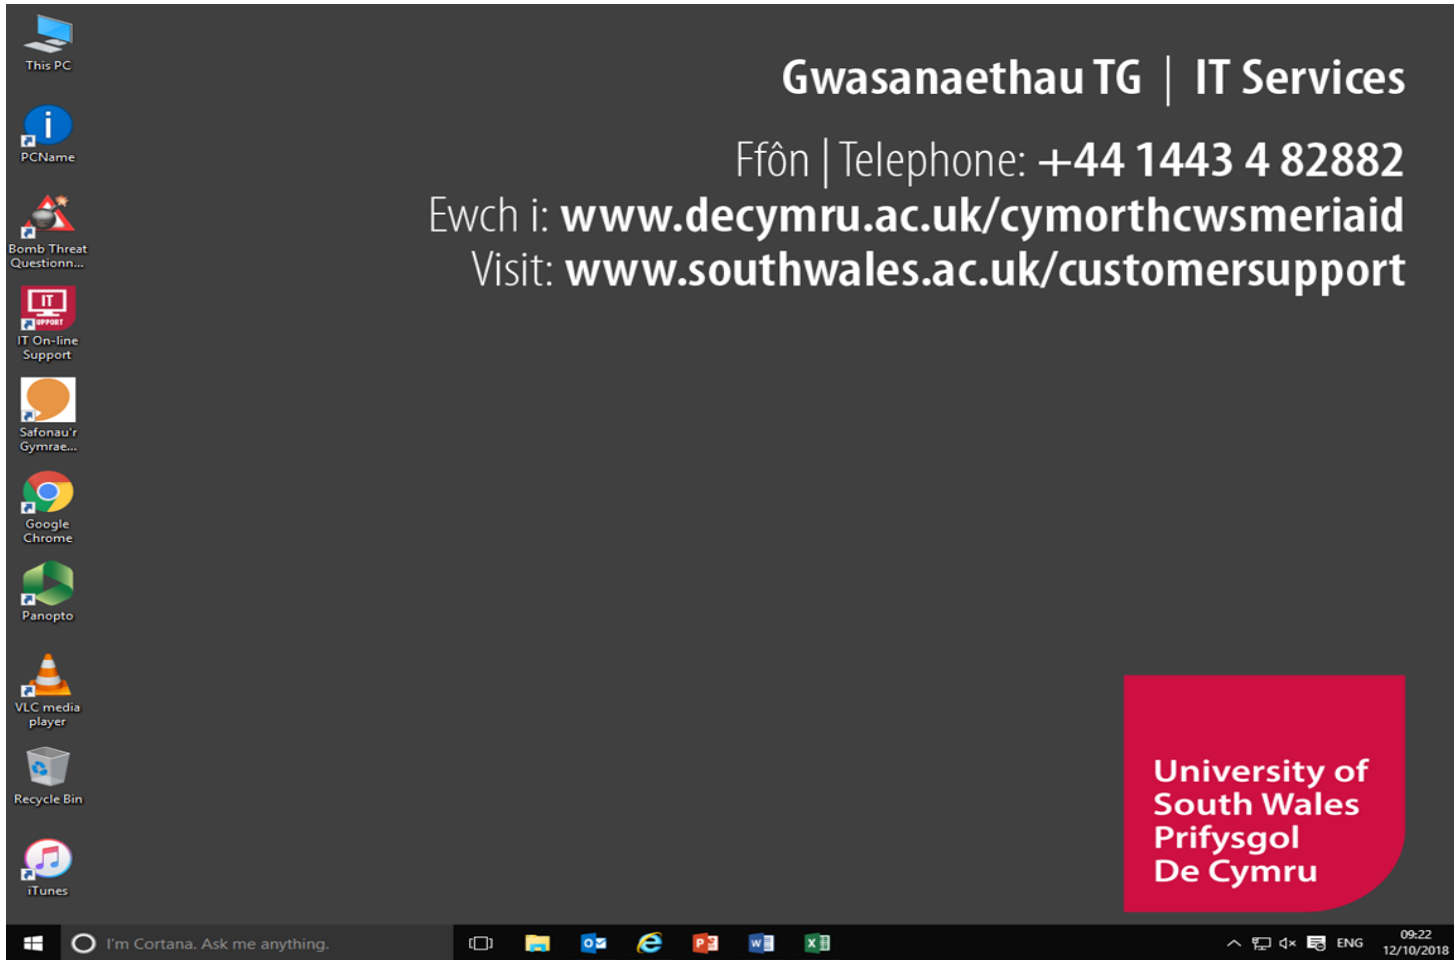 This PC
PCName
Bomb Threat
Questionn...
IT
SUPPORT
IT On-line
Support
Safonau'r
Gymrae...
Google
Chrome
Panopto
VLC media
player
Recycle Bin
iTunes
Gwasanaethau TG | IT Services
Ffôn | Telephone: +44 1443 4 82882
Ewch i: www.decymru.ac.uk/cymorthcwsmeriaid
Visit: www.southwales.ac.uk/customersupport
University of
South Wales
Prifysgol
De Cymru
I'm Cortana. Ask me anything.
ENG
09:22
12/10/2018